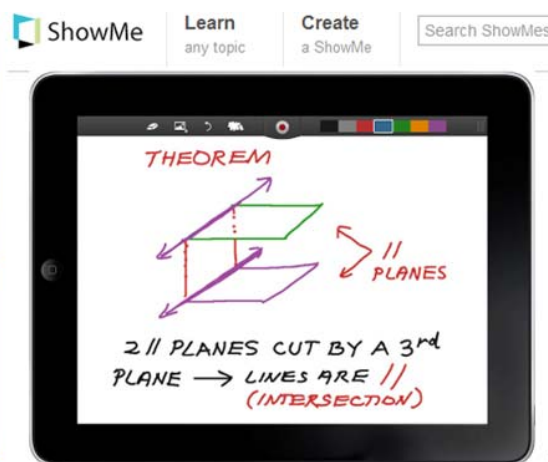 ShowMe
Learn
any topic
Create
a ShowMe
Search ShowMes
THEOREM
//
PLANES
2 // PLANES CUT BY A 3rd
PLANE → LINES ARE //
(INTERSECTION)